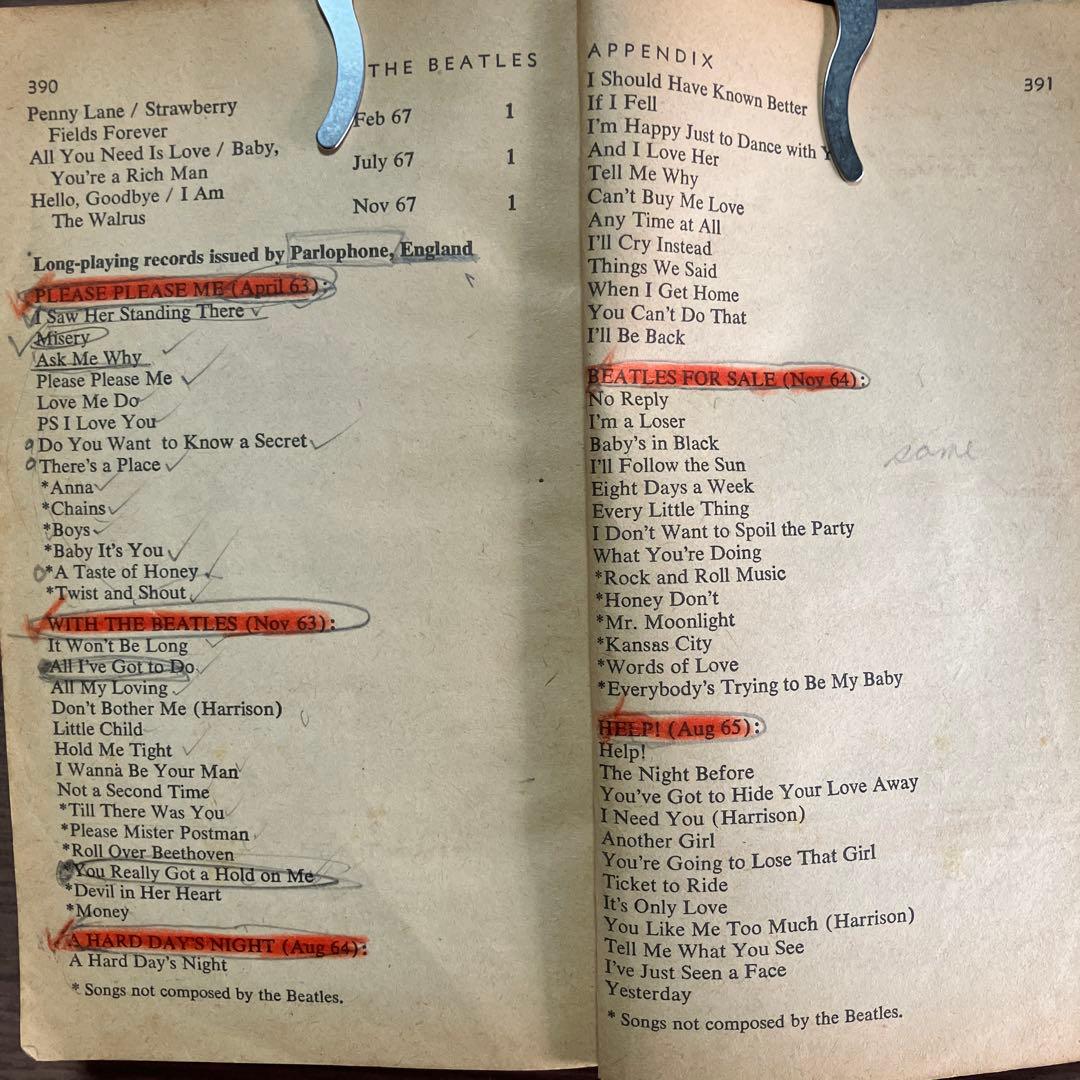 390
THE BEATLES
Penny Lane / Strawberry
Fields Forever Feb 67 1
All You Need Is Love / Baby,
You're a Rich Man July 67 1
Hello, Goodbye / I Am
The Walrus Nov 67 1
*Long-playing records issued by Parlophone, England
PLEASE PLEASE ME (April 63):
I Saw Her Standing There
Misery
Ask Me Why
Please Please Me
Love Me Do
PS I Love You
Do You Want to Know a Secret
There's a Place
*Anna
*Chains
*Boys
*Baby It's You
*A Taste of Honey
*Twist and Shout
WITH THE BEATLES (Nov 63):
It Won't Be Long
All I've Got to Do
All My Loving
Don't Bother Me (Harrison)
Little Child
Hold Me Tight
I Wanna Be Your Man
Not a Second Time
*Till There Was You
*Please Mister Postman
*Roll Over Beethoven
*You Really Got a Hold on Me
*Devil in Her Heart
*Money
A HARD DAY'S NIGHT (Aug 64):
A Hard Day's Night
* Songs not composed by the Beatles.
APPENDIX
391
I Should Have Known Better
If I Fell
I'm Happy Just to Dance with
And I Love Her
Tell Me Why
Can't Buy Me Love
Any Time at All
I'll Cry Instead
Things We Said
When I Get Home
You Can't Do That
I'll Be Back
BEATLES FOR SALE (Nov 64):
No Reply
I'm a Loser
Baby's in Black
I'll Follow the Sun
Eight Days a Week
Every Little Thing
I Don't Want to Spoil the Party
What You're Doing
*Rock and Roll Music
*Honey Don't
*Mr. Moonlight
*Kansas City
*Words of Love
*Everybody's Trying to Be My Baby
some
HELP! (Aug 65):
Help!
The Night Before
You've Got to Hide Your Love Away
I Need You (Harrison)
Another Girl
You're Going to Lose That Girl
Ticket to Ride
It's Only Love
You Like Me Too Much (Harrison)
Tell Me What You See
I've Just Seen a Face
Yesterday
* Songs not composed by the Beatles.